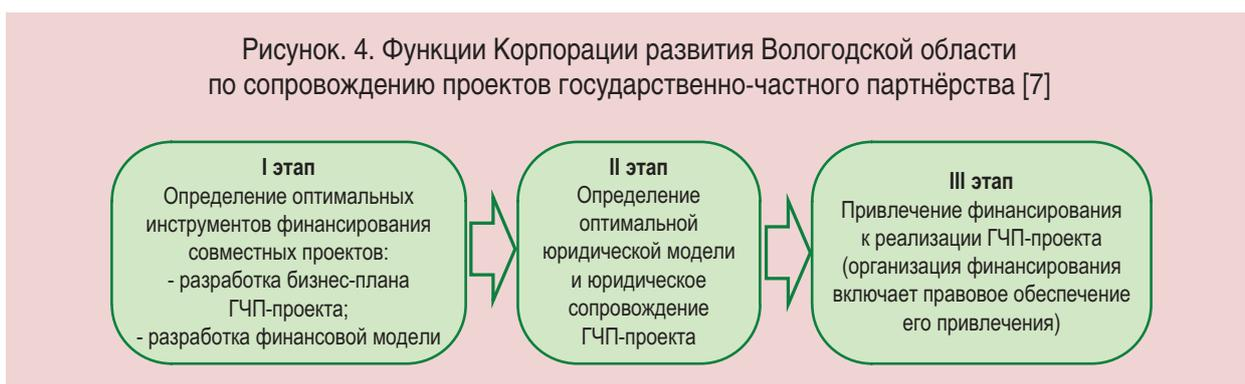 Рисунок. 4. Функции Корпорации развития Вологодской области
по сопровождению проектов государственно-частного партнёрства [7]
I этап
Определение оптимальных
инструментов финансирования
совместных проектов:
- разработка бизнес-плана
ГЧП-проекта;
- разработка финансовой модели
II этап
Определение
оптимальной
юридической модели
и юридическое
сопровождение
ГЧП-проекта
III этап
Привлечение финансирования
к реализации ГЧП-проекта
(организация финансирования
включает правовое обеспечение
его привлечения)